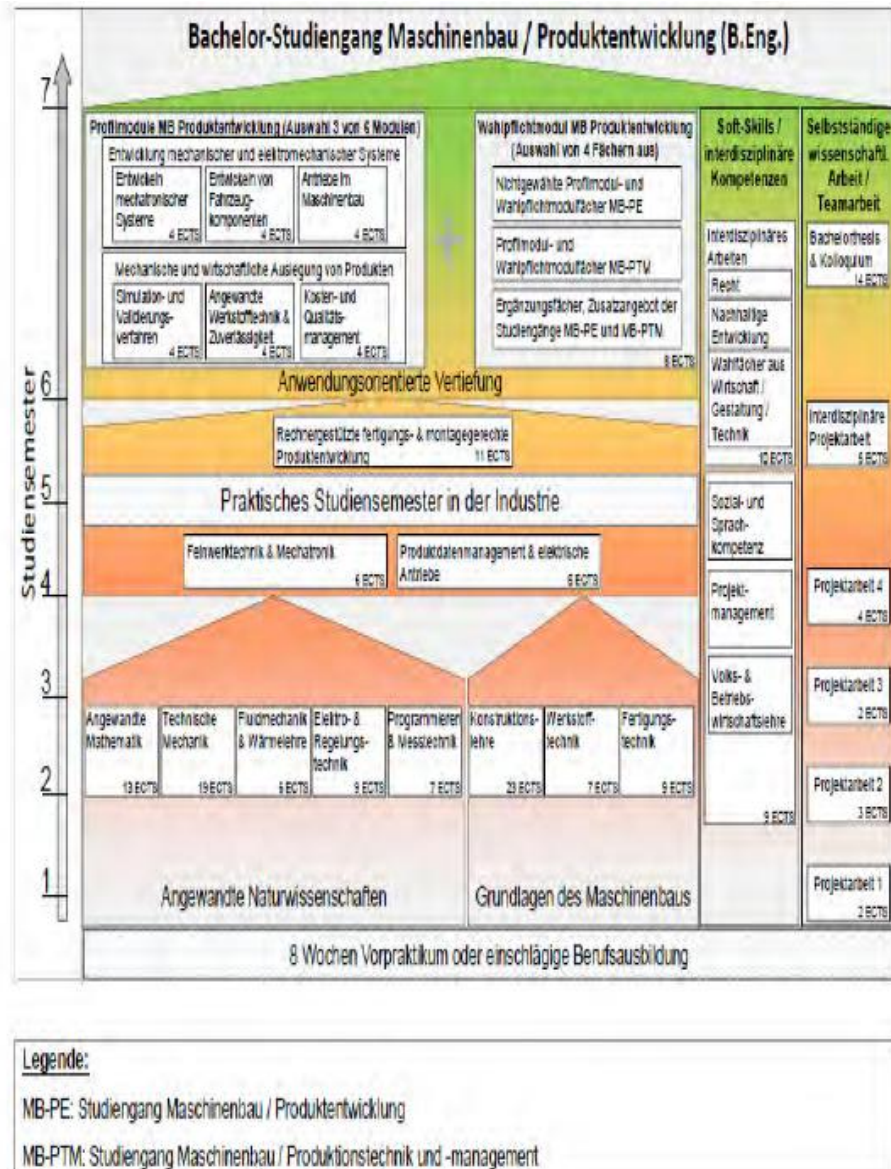 Bachelor-Studiengang Maschinenbau / Produktentwicklung (B.Eng.)
7
Profilmodule MB Produktentwicklung (Auswahl 3 von 6 Modulen)
Entwicklung mechanischer und elektromechanischer Systeme
Entwickeln
mechatronischer
Systeme
4 ECTS
Entwickeln von
Fahrzeug-
komponenten
4 ECTS
Antriebe im
Maschinenbau
4 ECTS
Mechanische und wirtschaftliche Auslegung von Produkten
Simulation- und
Validierungs-
verfahren
4 ECTS
Angewandte
Werkstofftechnik &
Zuverlässigkeit
4 ECTS
Kosten- und
Qualitäts-
management
4 ECTS
+
Wahlpflichtmodul MB Produktentwicklung
(Auswahl von 4 Fächern aus)
Nichtgewählte Profilmodul- und
Wahlpflichtmodulfächer MB-PE
Profilmodul- und
Wahlpflichtmodulfächer MB-PTM
Ergänzungsfächer, Zusatzangebot der
Studiengänge MB-PE und MB-PTM
8 ECTS
Anwendungsorientierte Vertiefung
Soft-Skills /
interdisziplinäre
Kompetenzen
Interdisziplinäres
Arbeiten
Recht
Nachhaltige
Entwicklung
Wahlfächer aus
Wirtschaft /
Gestaltung /
Technik
10 ECTS
Sozial- und
Sprach-
kompetenz
Projekt-
management
Volks- &
Betriebs-
wirtschaftslehre
9 ECTS
Selbstständige
wissenschaftl.
Arbeit /
Teamarbeit
Bachelorthesis
& Kolloquium
14 ECTS
Interdisziplinäre
Projektarbeit
5 ECTS
Projektarbeit 4
4 ECTS
Projektarbeit 3
2 ECTS
Projektarbeit 2
3 ECTS
Projektarbeit 1
2 ECTS
Studiensemester
6
Rechnergestützte fertigungs- & montagegerechte
Produktentwicklung
11 ECTS
5
Praktisches Studiensemester in der Industrie
Feinwerktechnik & Mechatronik
6 ECTS
Produktdatenmanagement & elektrische
Antriebe
6 ECTS
4
3
Angewandte
Mathematik
13 ECTS
Technische
Mechanik
19 ECTS
Fluidmechanik
& Wärmelehre
6 ECTS
Elektro- &
Regelungs-
technik
9 ECTS
Programmieren
& Messtechnik
7 ECTS
Konstruktions-
lehre
23 ECTS
Werkstoff-
technik
7 ECTS
Fertigungs-
technik
9 ECTS
2
1
Angewandte Naturwissenschaften
Grundlagen des Maschinenbaus
8 Wochen Vorpraktikum oder einschlägige Berufsausbildung
Legende:
MB-PE: Studiengang Maschinenbau / Produktentwicklung
MB-PTM: Studiengang Maschinenbau / Produktionstechnik und -management